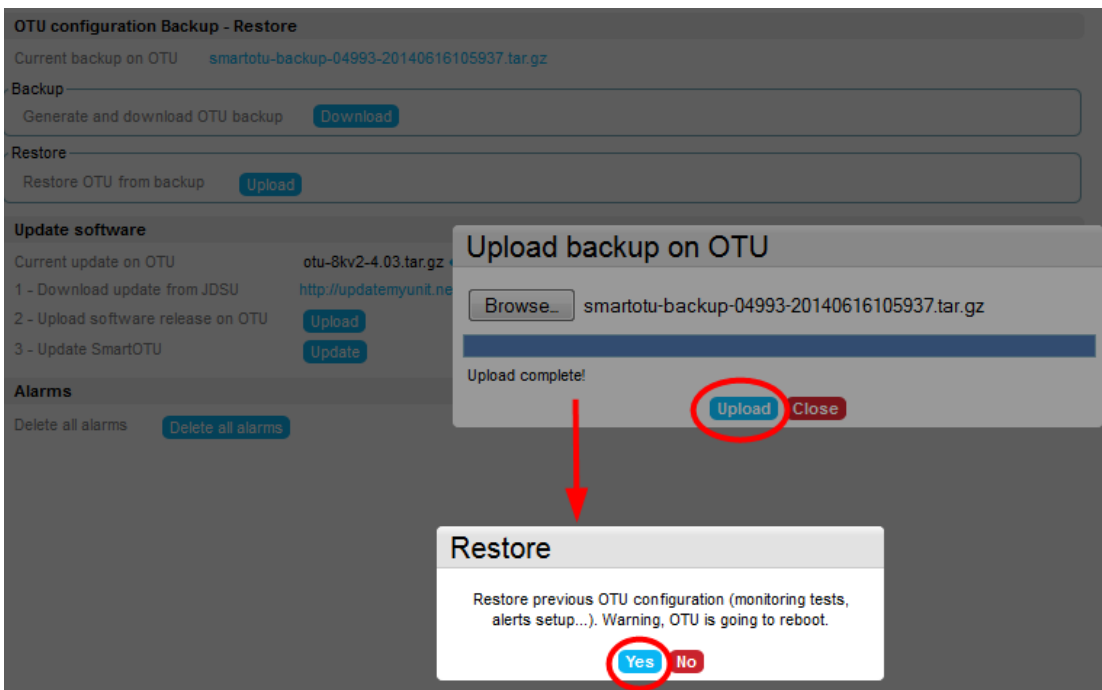 OTU configuration Backup - Restore
Current backup on OTU smartotu-backup-04993-20140616105937.tar.gz
Backup
Generate and download OTU backup Download
Restore
Restore OTU from backup Upload
Update software
Current update on OTU otu-8kv2-4.03.tar.gz
1 - Download update from JDSU http://updatemyunit.ne
2 - Upload software release on OTU Upload
3 - Update SmartOTU Update
Alarms
Delete all alarms Delete all alarms
Upload backup on OTU
Browse... smartotu-backup-04993-20140616105937.tar.gz
Upload complete!
Upload Close
Restore
Restore previous OTU configuration (monitoring tests,
alerts setup...). Warning, OTU is going to reboot.
Yes No